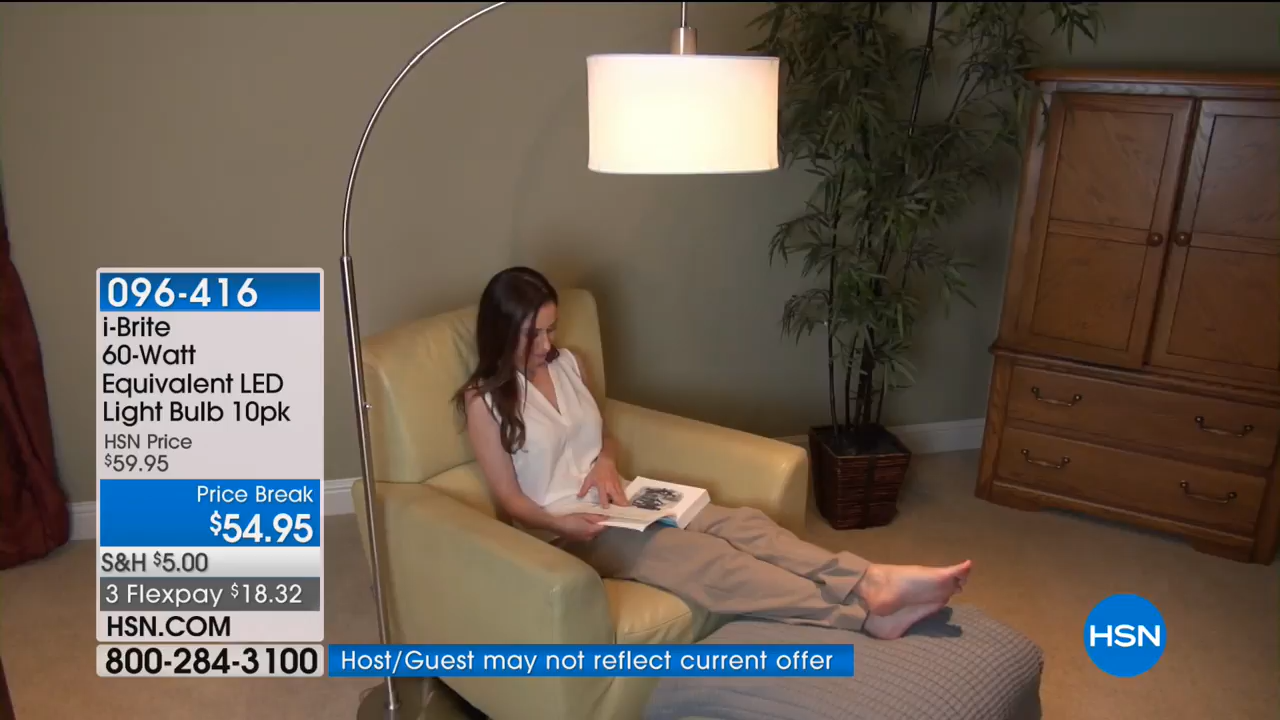 096-416
i-Brite
60-Watt
Equivalent LED
Light Bulb 10pk
HSN Price
$59.95
Price Break
$54.95
S&H $5.00
3 Flexpay $18.32
HSN.COM
800-284-3100
Host/Guest may not reflect current offer
HSN